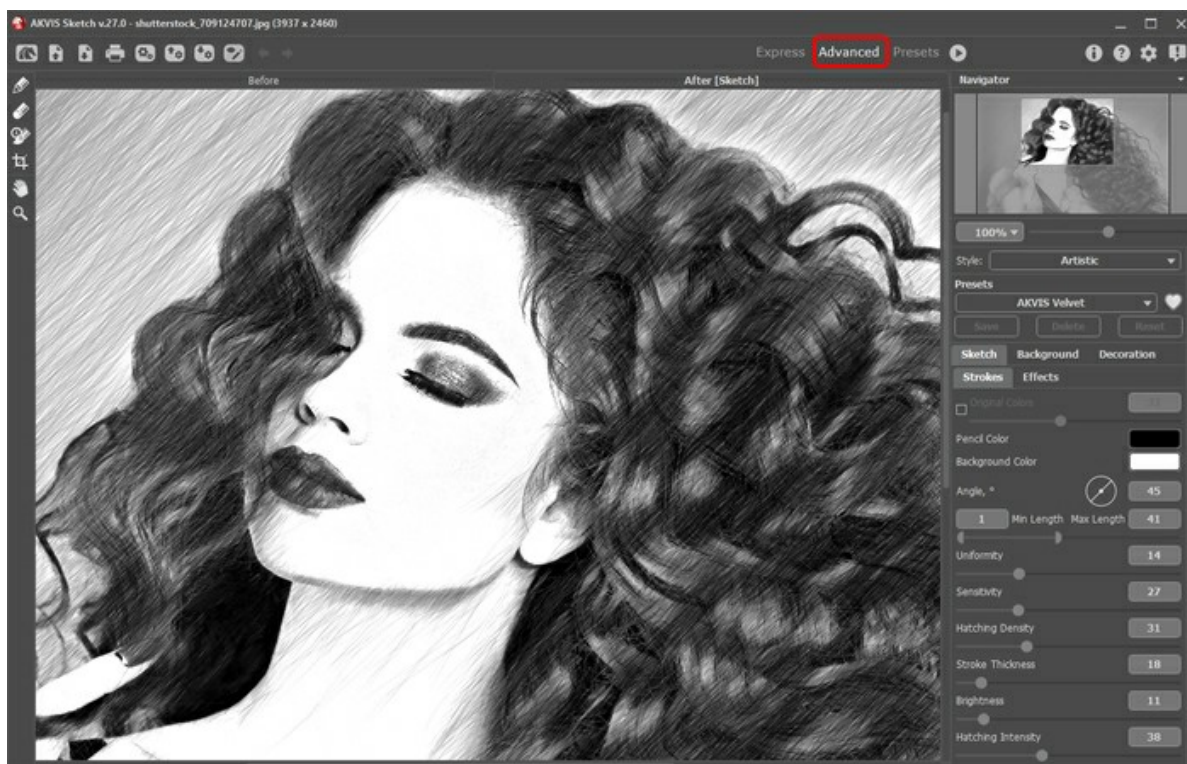 AKVIS Sketch v.27.0 - shutterstock_709124707.jpg (3937 x 2460)
Express Advanced Presets
Before After [Sketch] Navigator
100%
Style: Artistic
Presets
AKVIS Velvet
Save Delete Reset
Sketch Background Decoration
Strokes Effects
Original Colors
Pencil Color
Background Color
Angle, ° 45
1 Min Length Max Length 41
Uniformity 14
Sensitivity 27
Hatching Density 31
Stroke Thickness 18
Brightness 11
Hatching Intensity 38